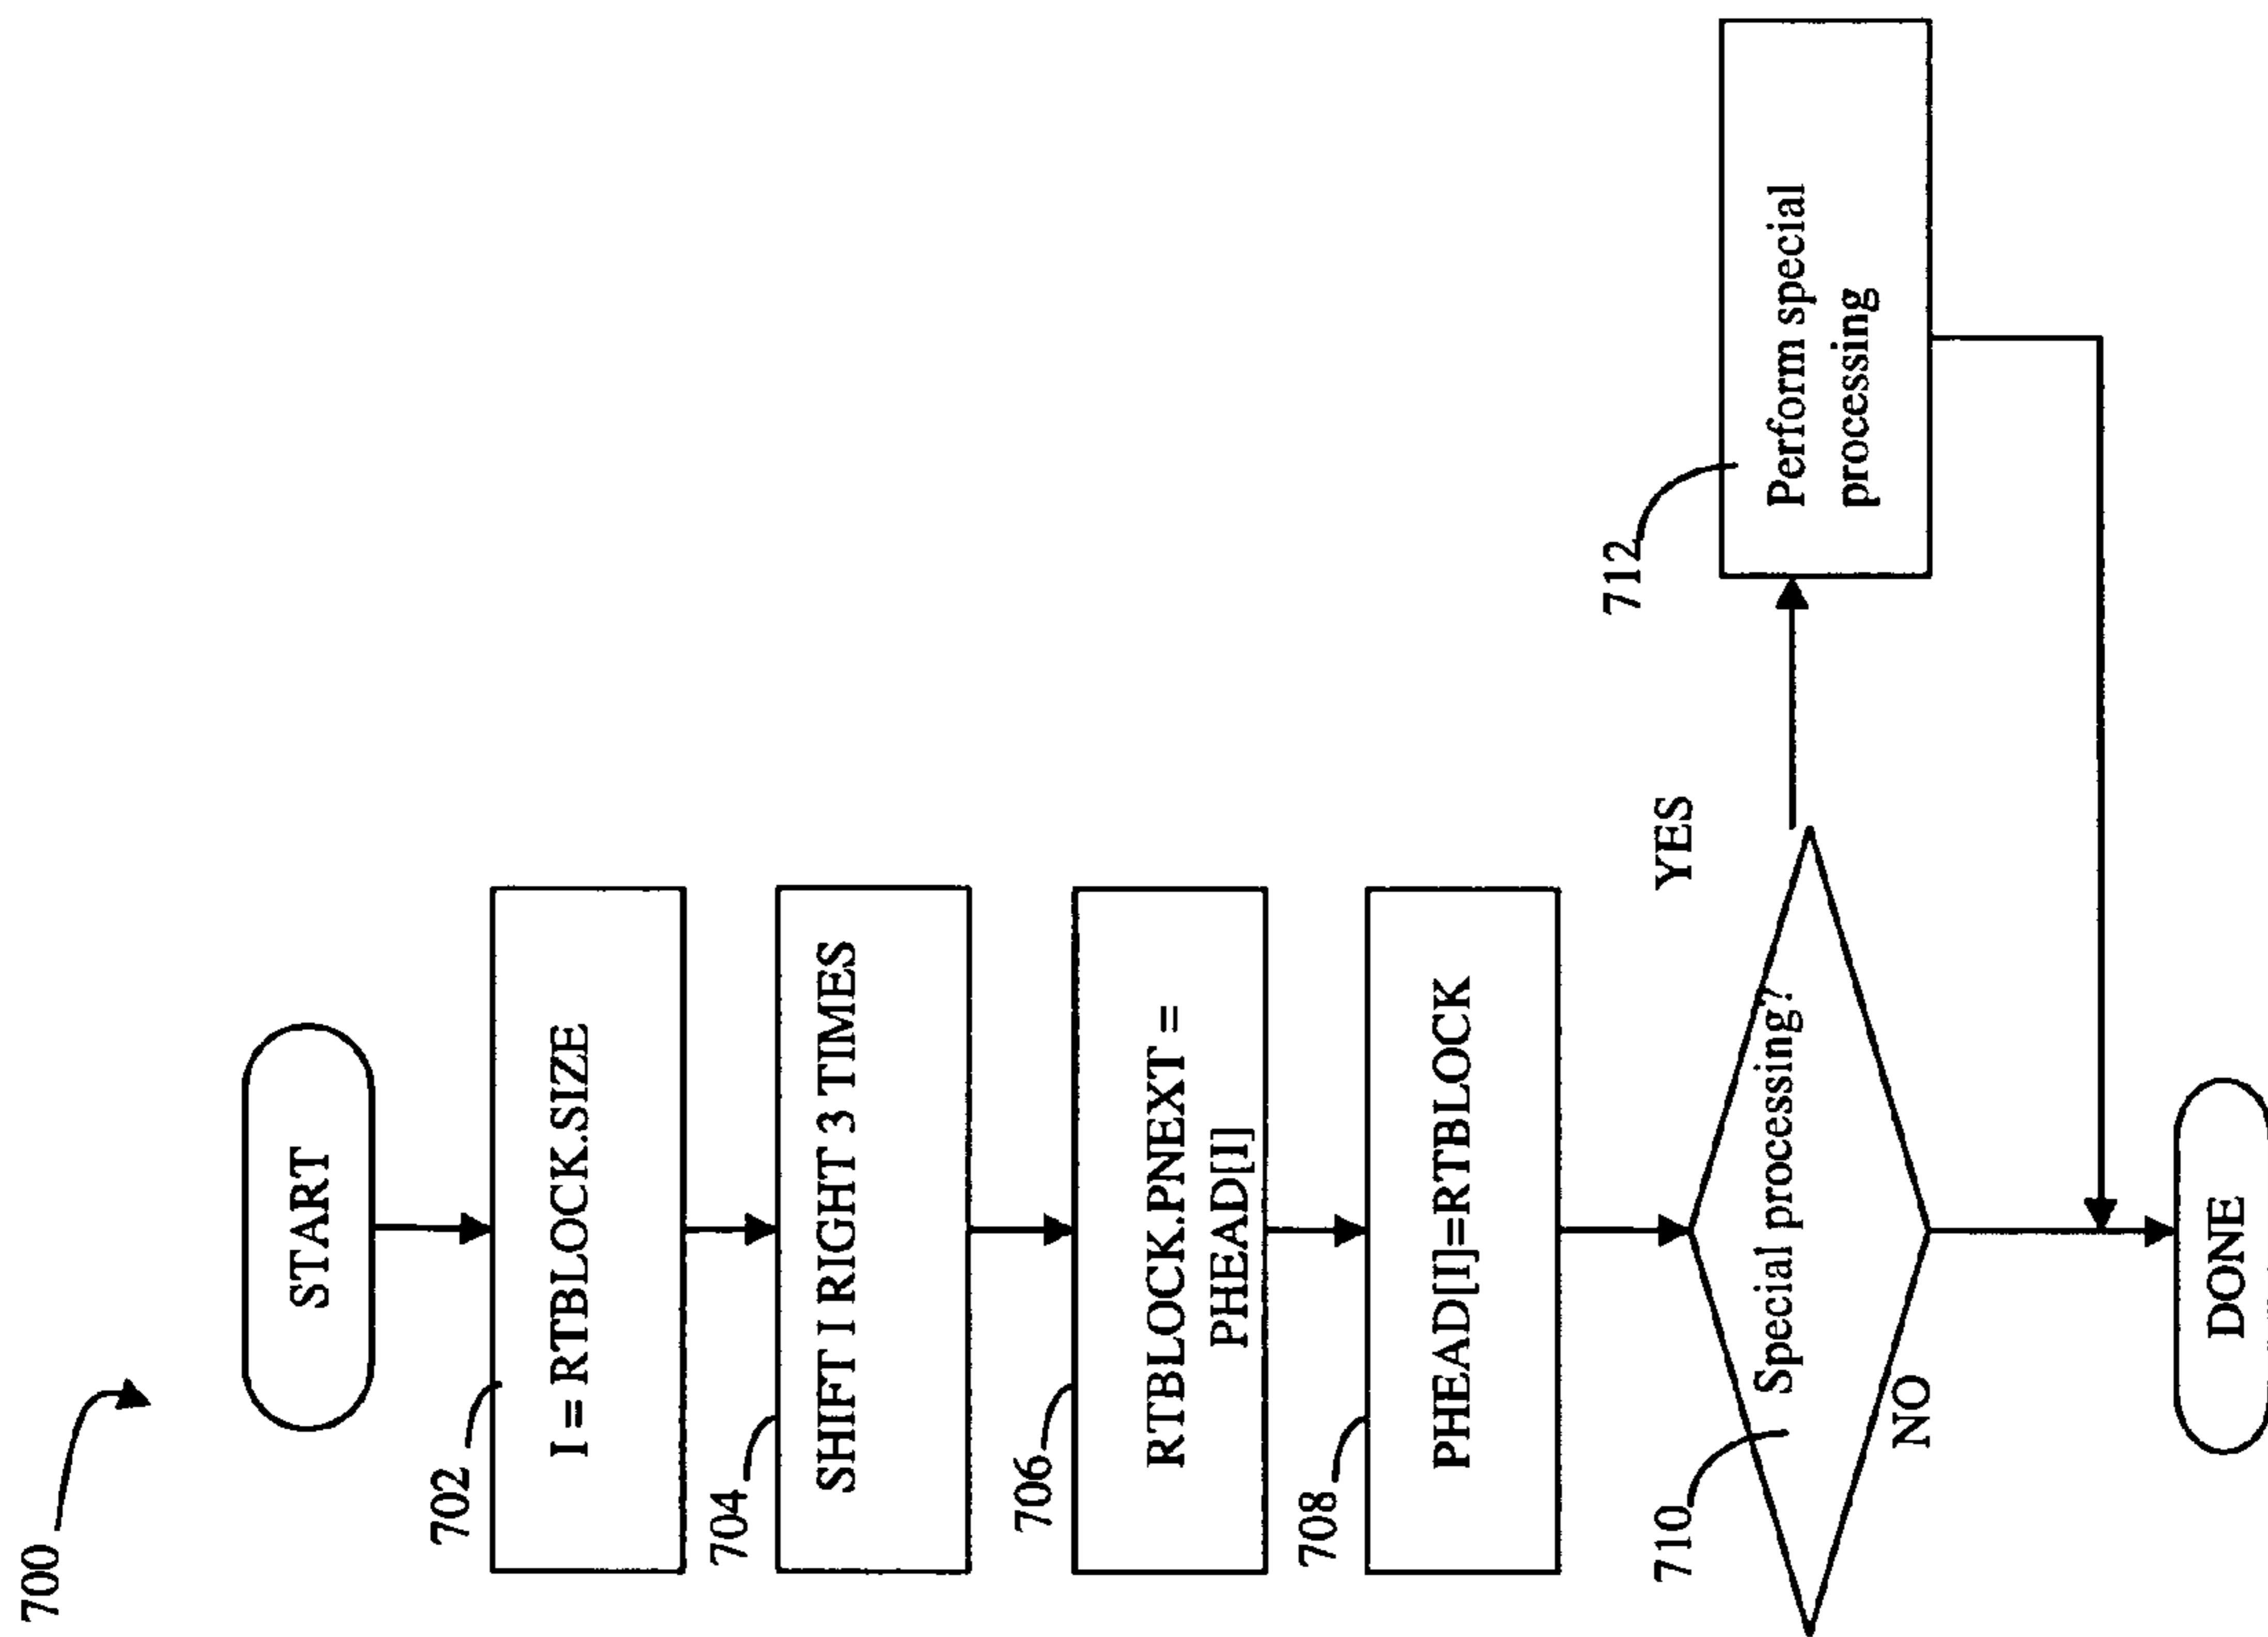 700
START
702
I = RTBLOCK.SIZE
704
SHIFT I RIGHT 3 TIMES
706
RTBLOCK.PNEXT =
PHEAD[I]
708
PHEAD[I]=RTBLOCK
710
Special processing?
YES
NO
712
Perform special
processing
DONE